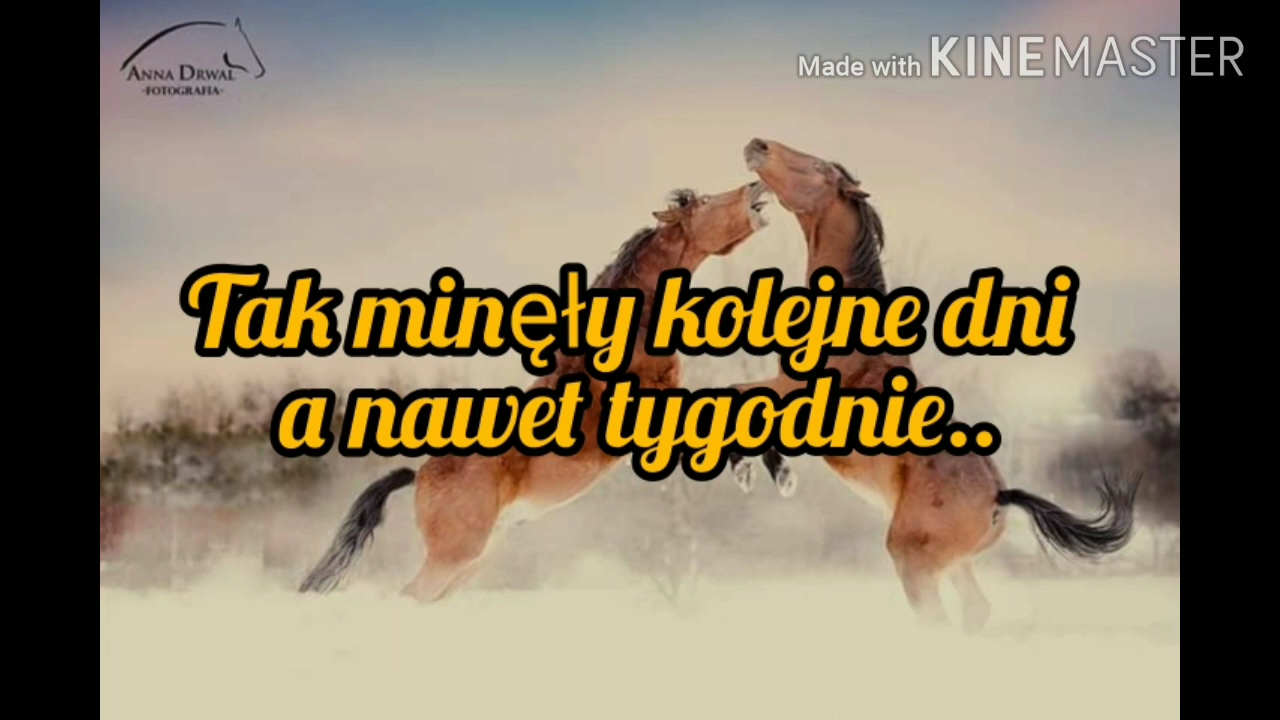 ANNA DRWAL
-FOTOGRAFIA-
Made with KINEMASTER
Tak minęły kolejne dni
a nawet tygodnie..